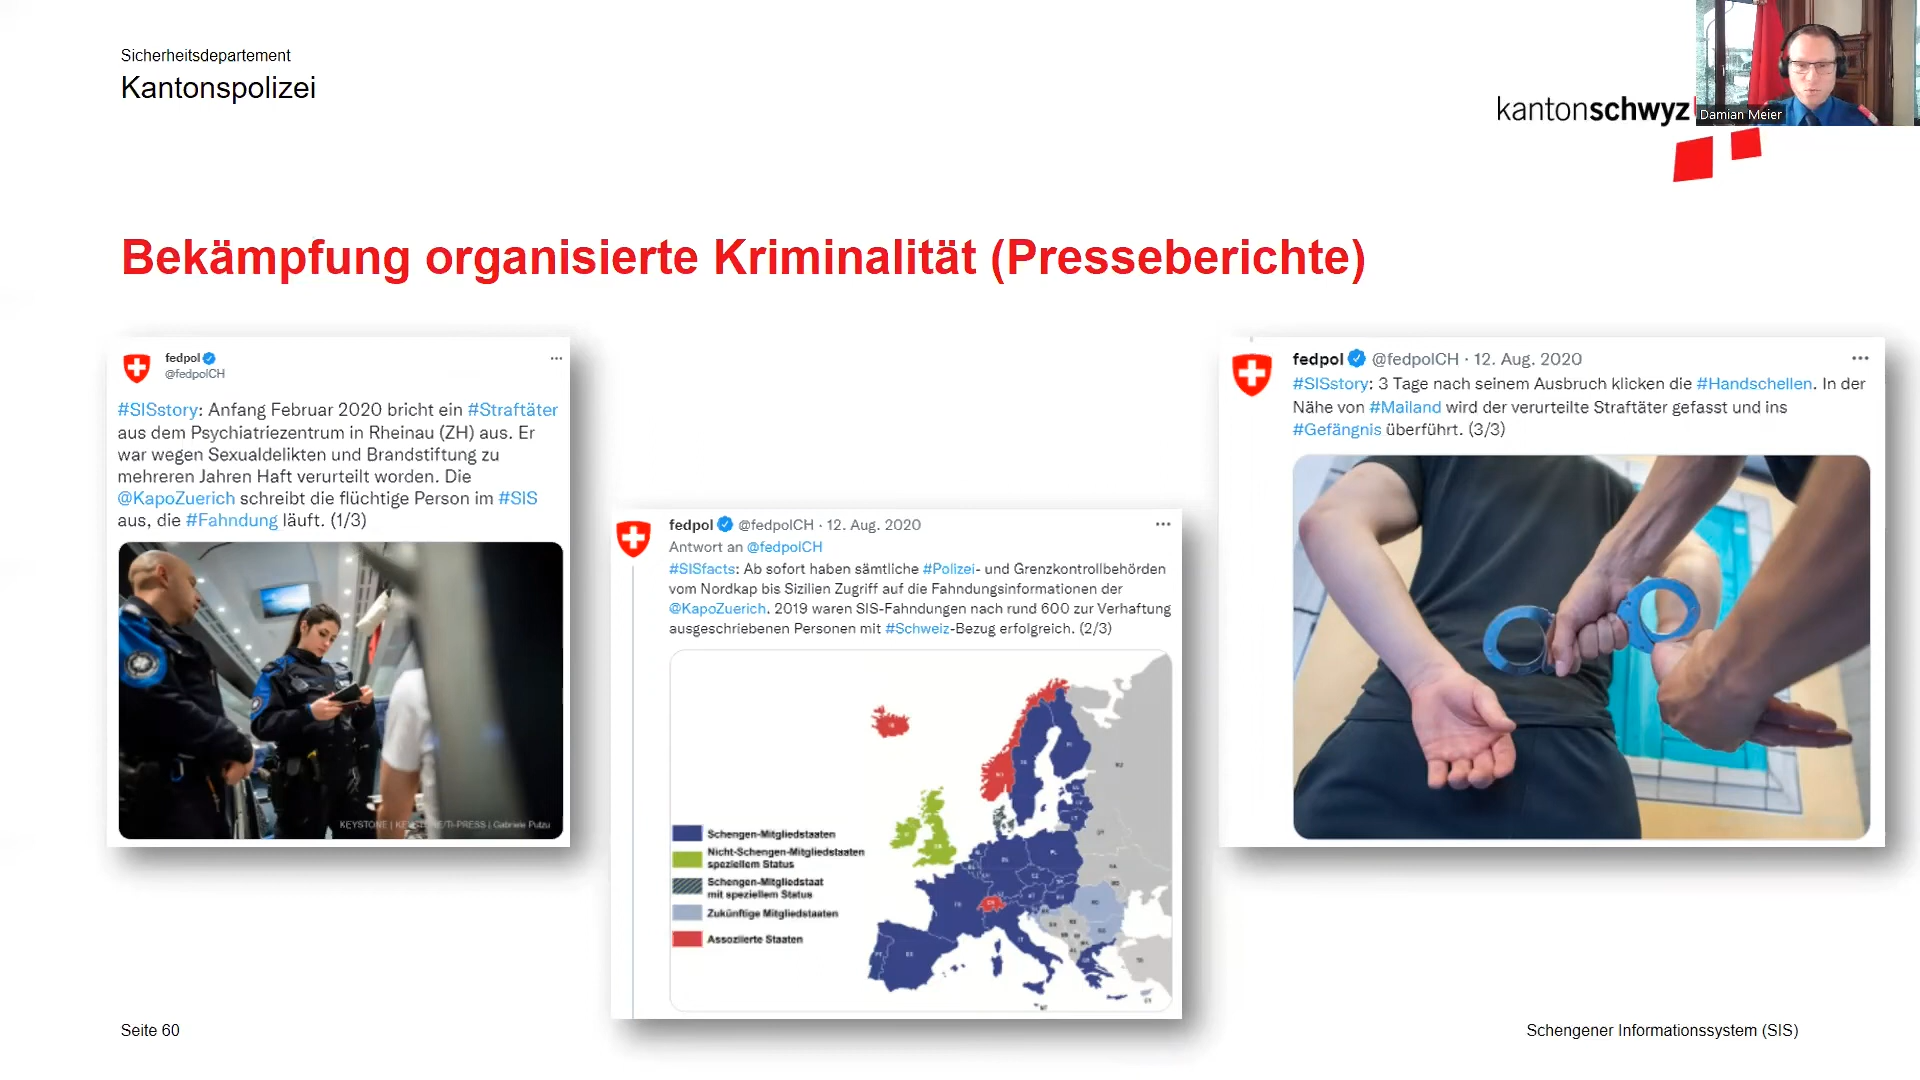 Sicherheitsdepartement
Kantonspolizei
kantonschwyz
Damian Meier
Bekämpfung organisierte Kriminalität (Presseberichte)
fedpol
@fedpolCH
#SISstory: Anfang Februar 2020 bricht ein #Straftäter
aus dem Psychiatriezentrum in Rheinau (ZH) aus. Er
war wegen Sexualdelikten und Brandstiftung zu
mehreren Jahren Haft verurteilt worden. Die
@KapoZuerich schreibt die flüchtige Person im #SIS
aus, die #Fahndung läuft. (1/3)
KEYSTONE | Gabriele Putzu
fedpol @fedpolCH · 12. Aug. 2020
Antwort an @fedpolCH
#SISfacts: Ab sofort haben sämtliche #Polizei- und Grenzkontrollbehörden
vom Nordkap bis Sizilien Zugriff auf die Fahndungsinformationen der
@KapoZuerich. 2019 waren SIS-Fahndungen nach rund 600 zur Verhaftung
ausgeschriebenen Personen mit #Schweiz-Bezug erfolgreich. (2/3)
Schengen-Mitgliedstaaten
Nicht-Schengen-Mitgliedstaaten
speziellem Status
Schengen-Mitgliedstaat
mit speziellem Status
Zukünftige Mitgliedstaaten
Assoziierte Staaten
fedpol @fedpolCH · 12. Aug. 2020
#SISstory: 3 Tage nach seinem Ausbruch klicken die #Handschellen. In der
Nähe von #Mailand wird der verurteilte Straftäter gefasst und ins
#Gefängnis überführt. (3/3)
Seite 60
Schengener Informationssystem (SIS)